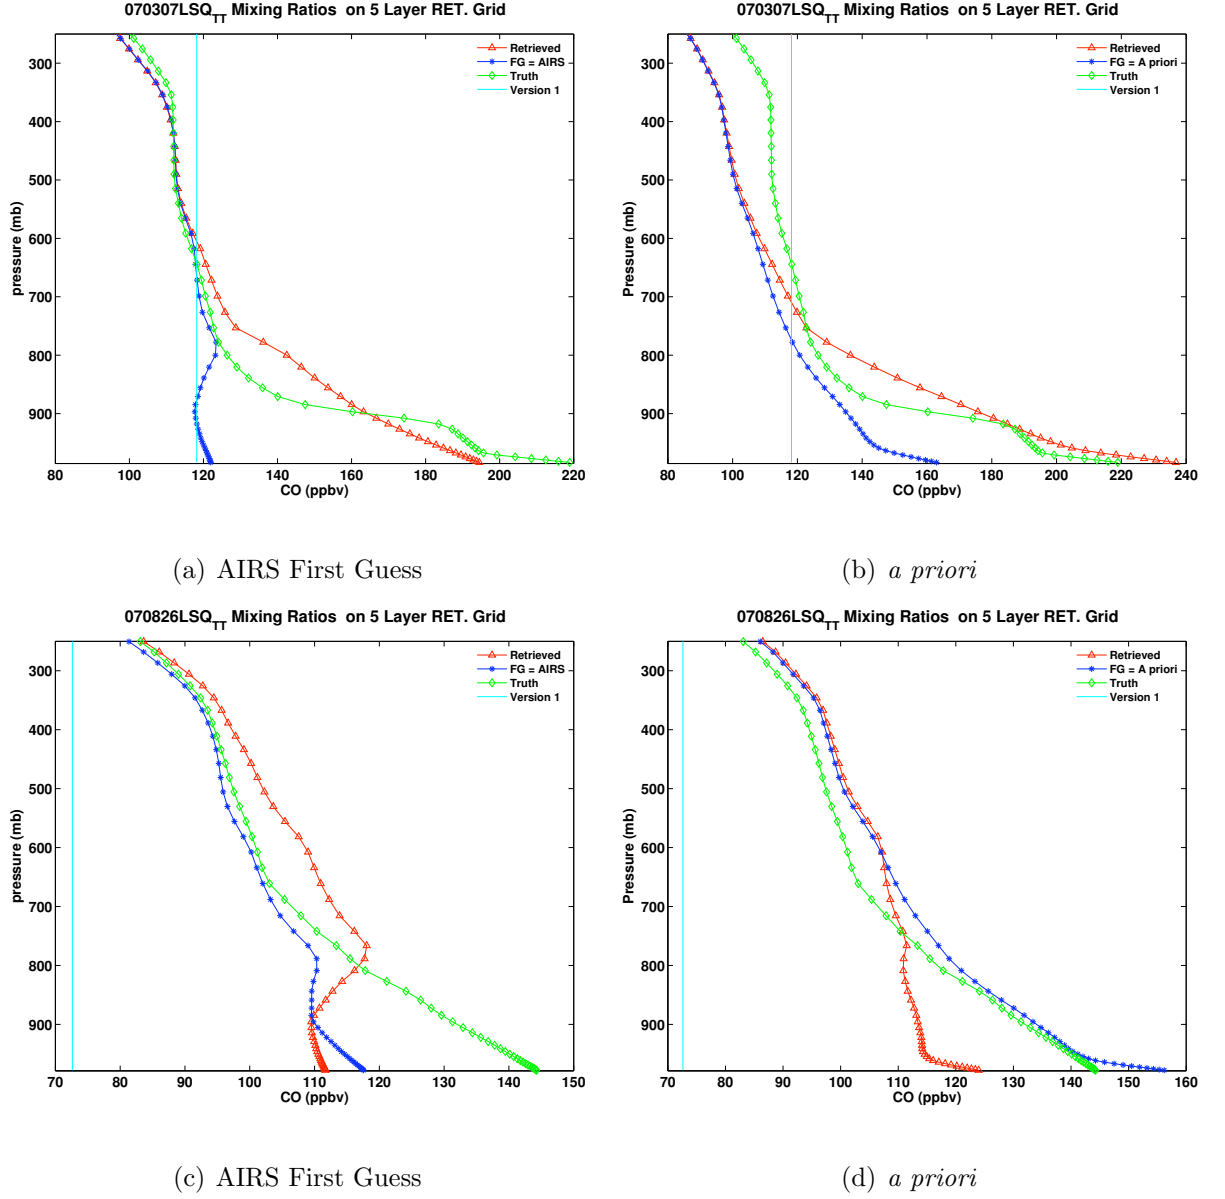 070307LSQTT Mixing Ratios on 5 Layer RET. Grid
Retrieved
FG = AIRS
Truth
Version 1
300
400
500
600
700
800
900
pressure (mb)
80 100 120 140 160 180 200 220
CO (ppbv)
(a) AIRS First Guess
070307LSQTT Mixing Ratios on 5 Layer RET. Grid
Retrieved
FG = A priori
Truth
Version 1
300
400
500
600
700
800
900
Pressure (mb)
80 100 120 140 160 180 200 220 240
CO (ppbv)
(b) a priori
070826LSQTT Mixing Ratios on 5 Layer RET. Grid
Retrieved
FG = AIRS
Truth
Version 1
300
400
500
600
700
800
900
pressure (mb)
70 80 90 100 110 120 130 140 150
CO (ppbv)
(c) AIRS First Guess
070826LSQTT Mixing Ratios on 5 Layer RET. Grid
Retrieved
FG = A priori
Truth
Version 1
300
400
500
600
700
800
900
Pressure (mb)
70 80 90 100 110 120 130 140 150 160
CO (ppbv)
(d) a priori